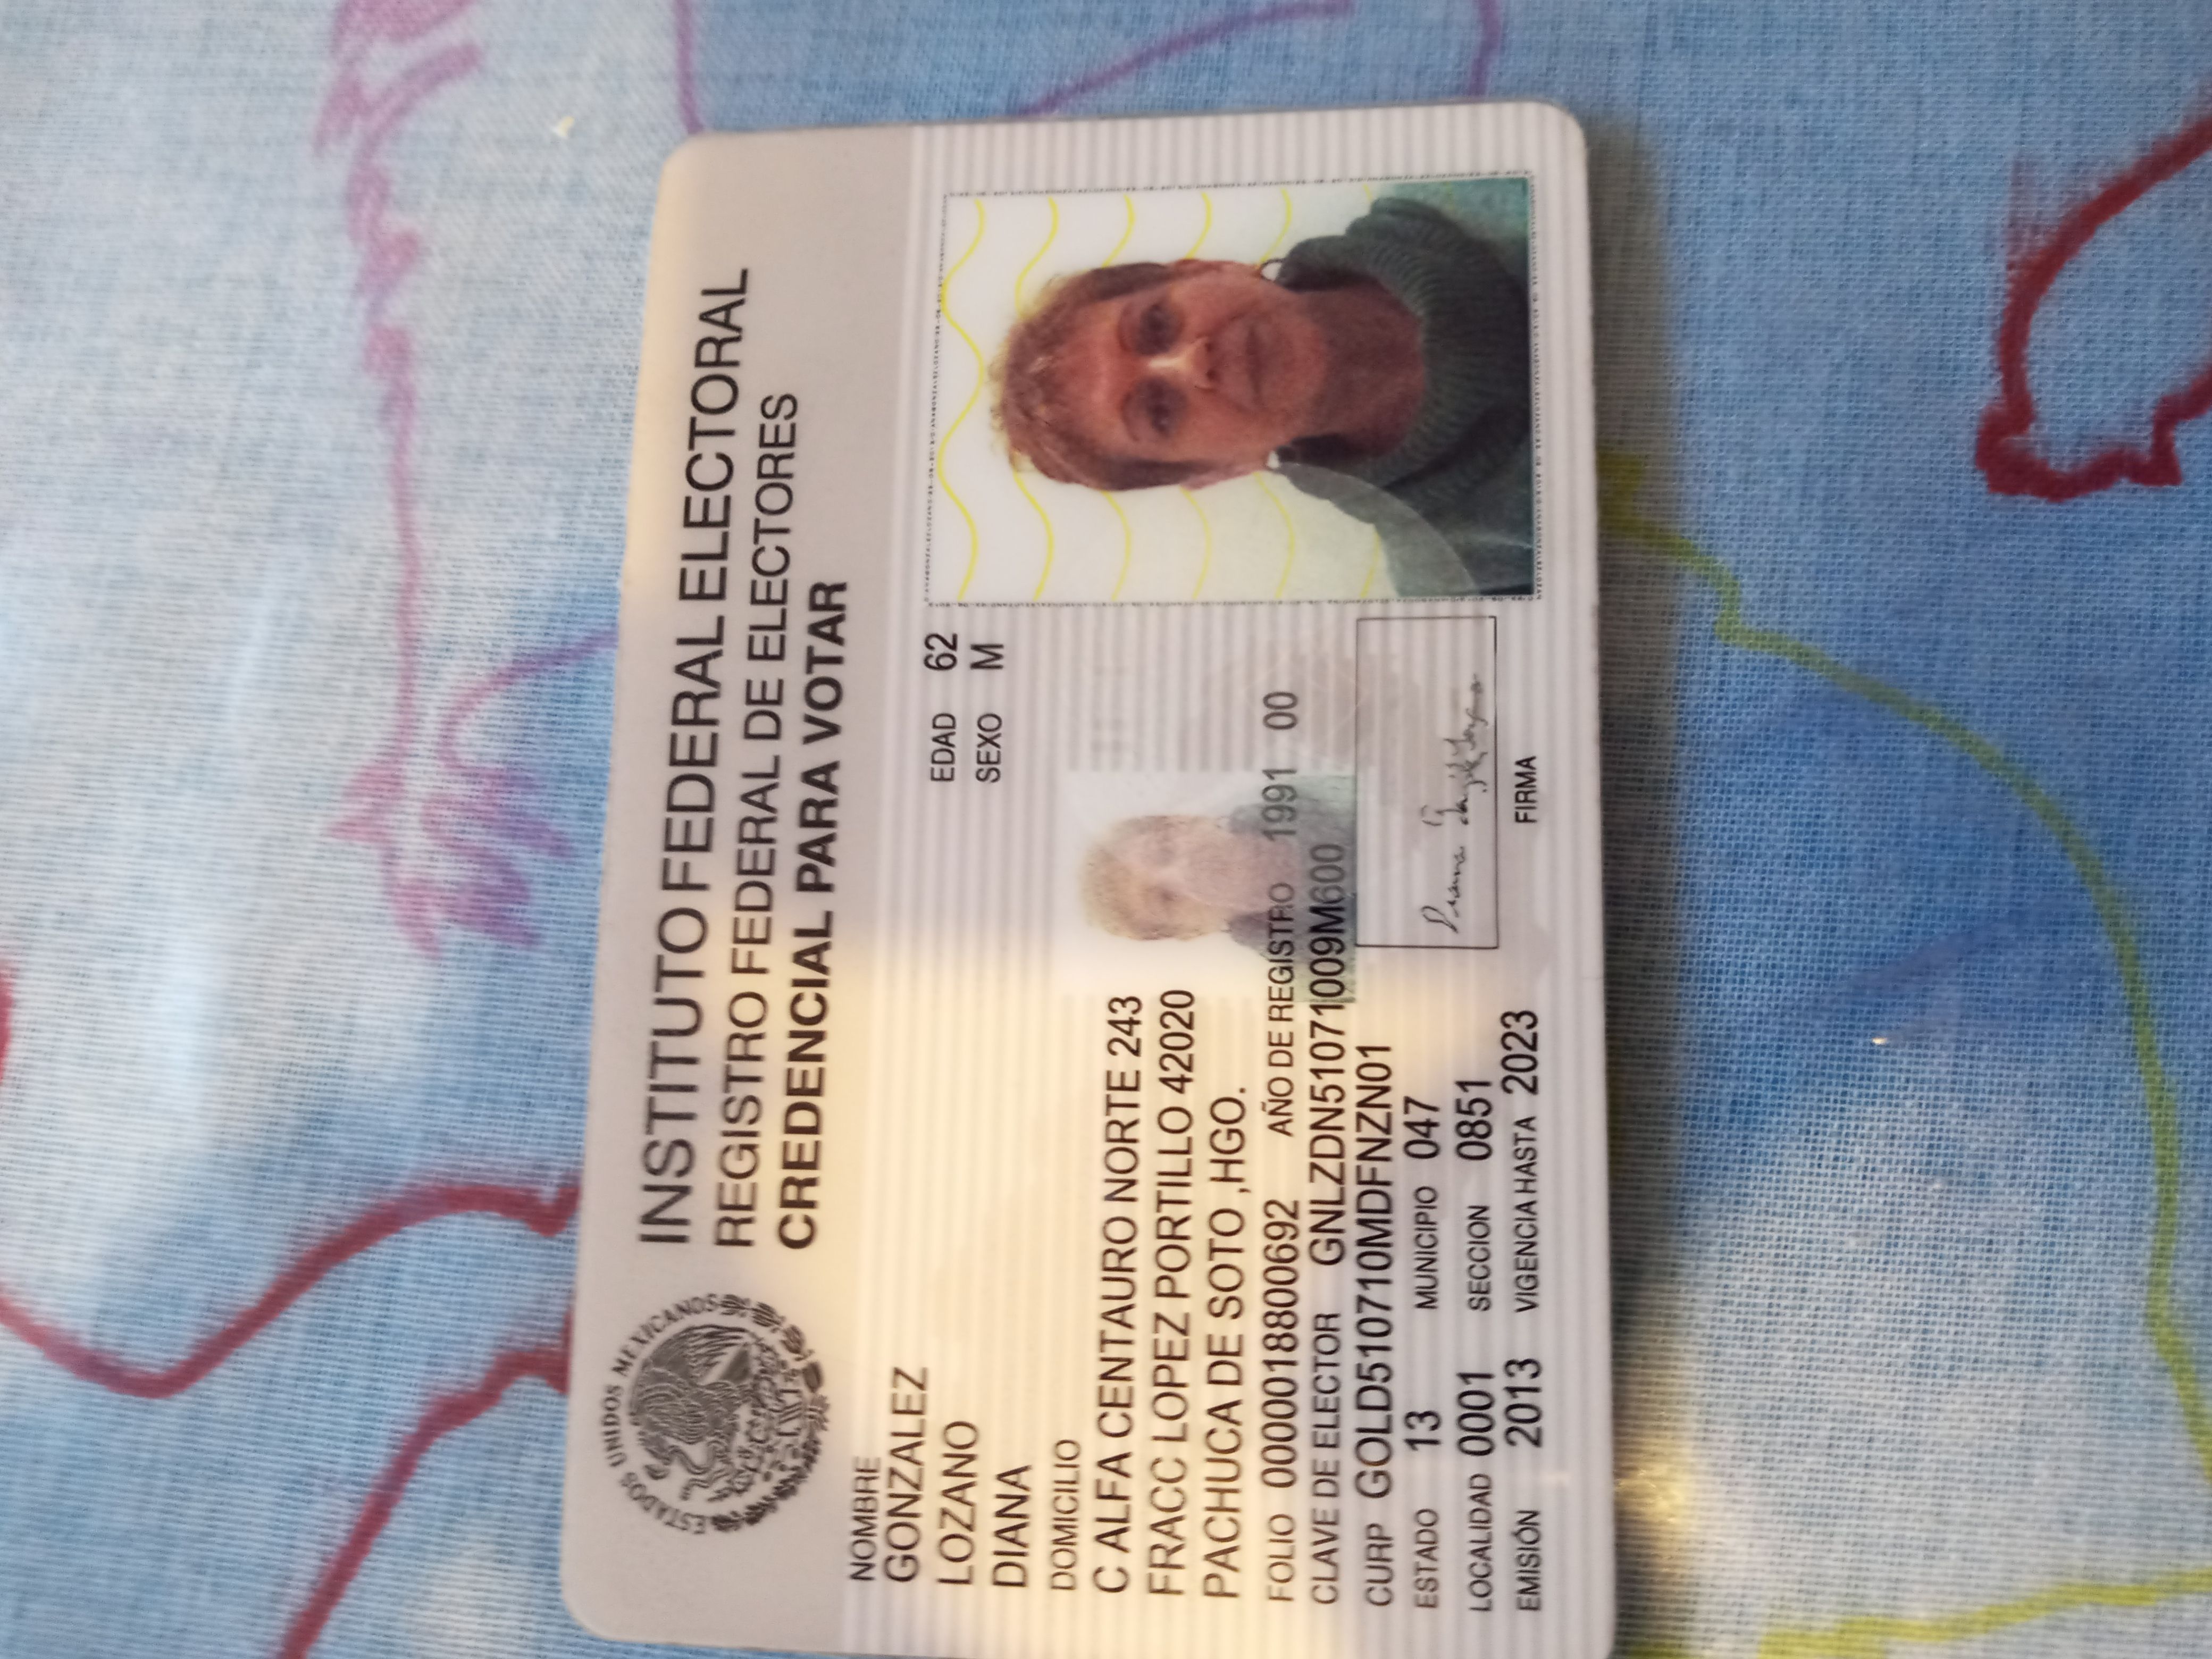 ESTADOS UNIDOS MEXICANOS
INSTITUTO FEDERAL ELECTORAL
REGISTRO FEDERAL DE ELECTORES
CREDENCIAL PARA VOTAR
NOMBRE
GONZALEZ
LOZANO
DIANA
EDAD 62
SEXO M
DOMICILIO
C ALFA CENTAURO NORTE 243
FRACC LOPEZ PORTILLO 42020
PACHUCA DE SOTO ,HGO.
FOLIO 0000018800692 AÑO DE REGISTRO 1991 00
CLAVE DE ELECTOR GNLZDN51071009M600
CURP GOLD510710MDFNZN01
ESTADO 13 MUNICIPIO 047
LOCALIDAD 0001 SECCION 0851
EMISIÓN 2013 VIGENCIA HASTA 2023
Diana
FIRMA